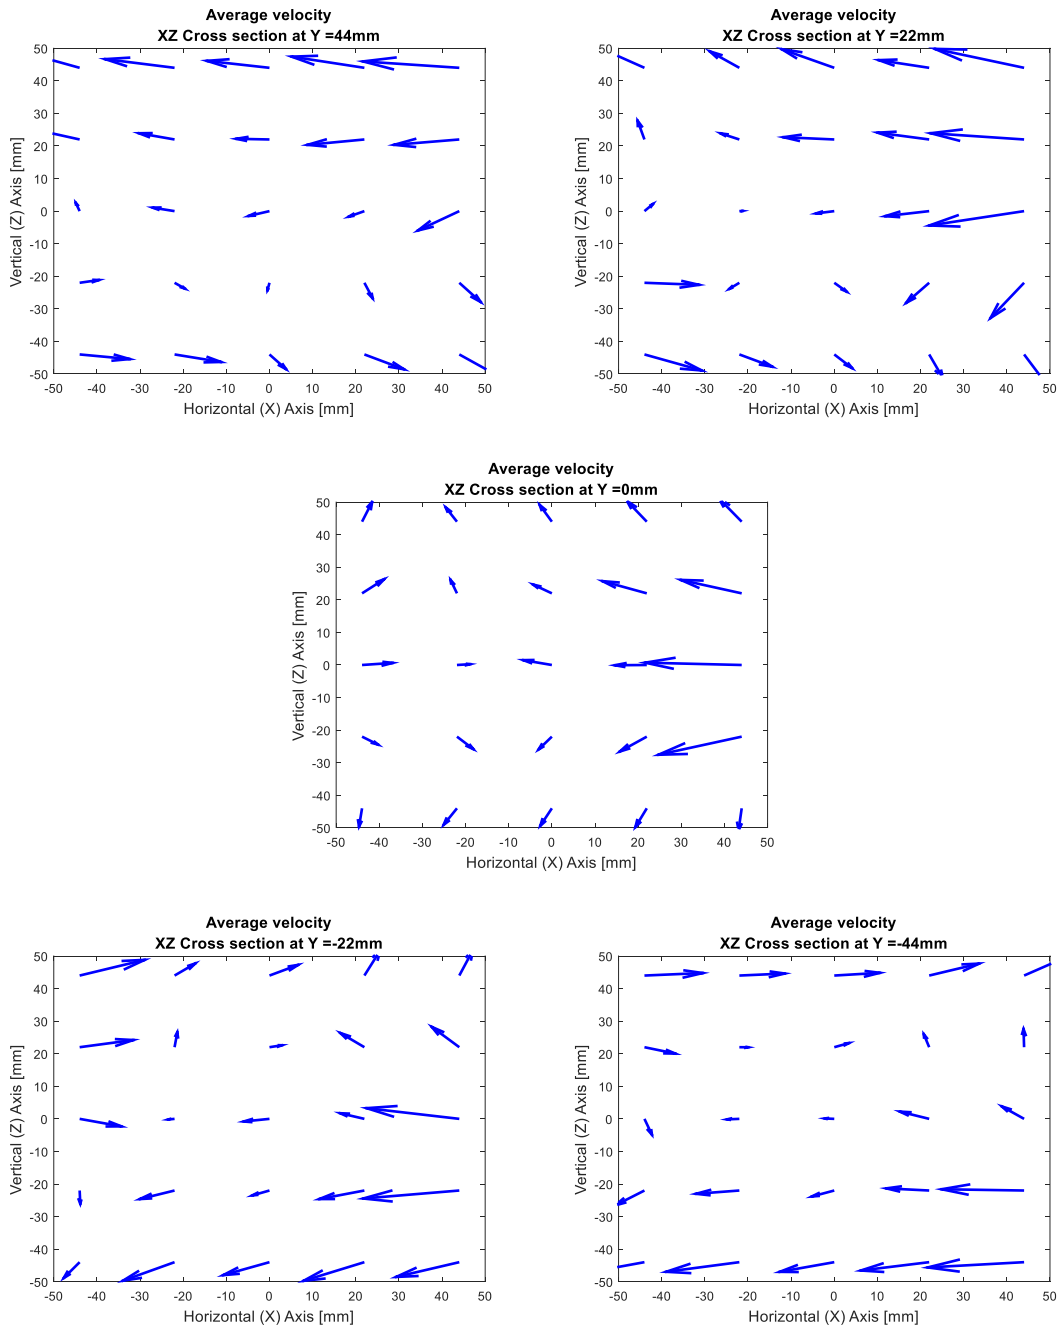 Average velocity
XZ Cross section at Y =44mm
50
40
30
20
10
0
-10
-20
-30
-40
-50
Vertical (Z) Axis [mm]
-50 -40 -30 -20 -10 0 10 20 30 40 50
Horizontal (X) Axis [mm]
Average velocity
XZ Cross section at Y =22mm
50
40
30
20
10
0
-10
-20
-30
-40
-50
Vertical (Z) Axis [mm]
-50 -40 -30 -20 -10 0 10 20 30 40 50
Horizontal (X) Axis [mm]
Average velocity
XZ Cross section at Y =0mm
50
40
30
20
10
0
-10
-20
-30
-40
-50
Vertical (Z) Axis [mm]
-50 -40 -30 -20 -10 0 10 20 30 40 50
Horizontal (X) Axis [mm]
Average velocity
XZ Cross section at Y =-22mm
50
40
30
20
10
0
-10
-20
-30
-40
-50
Vertical (Z) Axis [mm]
-50 -40 -30 -20 -10 0 10 20 30 40 50
Horizontal (X) Axis [mm]
Average velocity
XZ Cross section at Y =-44mm
50
40
30
20
10
0
-10
-20
-30
-40
-50
Vertical (Z) Axis [mm]
-50 -40 -30 -20 -10 0 10 20 30 40 50
Horizontal (X) Axis [mm]